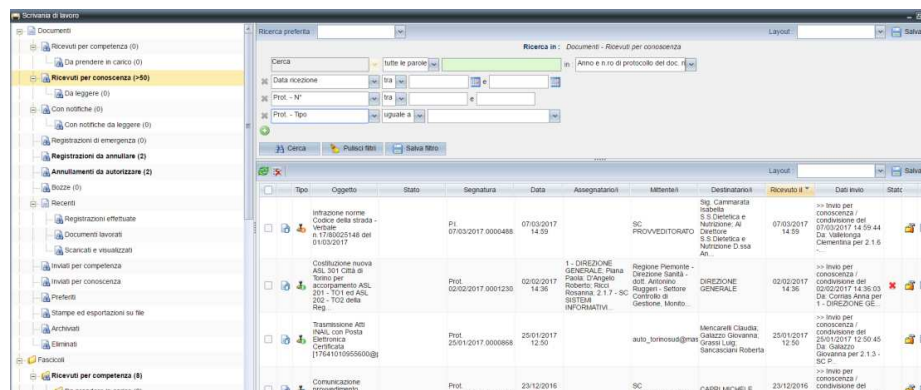 Scrivania di lavoro
Documenti
Ricevuti per competenza (0)
Da prendere in carico (0)
Ricevuti per conoscenza (>50)
Da leggere (0)
Con notifiche (0)
Con notifiche da leggere (0)
Registrazioni di emergenza (0)
Registrazioni da annullare (2)
Annullamenti da autorizzare (2)
Bozze (0)
Recenti
Registrazioni effettuate
Documenti lavorati
Scaricati e visualizzati
Inviati per competenza
Inviati per conoscenza
Preferiti
Stampe ed esportazioni su file
Archiviati
Eliminati
Fascicoli
Ricevuti per competenza (8)
Ricerca preferita
Layout:
Salva
Ricerca in : Documenti - Ricevuti per conoscenza
Cerca tutte le parole in Anno e n.ro di protocollo del doc. ri
Data ricezione tra e
Prot. - N° tra e
Prot. - Tipo uguale a
Cerca Pulisci filtri Salva filtro
Layout: Salva
Tipo Oggetto Stato Segnatura Data Assegnatario/i Mittente/i Destinatario/i Ricevuto il Dati invio Stato
Infrazione norme
Codice della strada -
Verbale
n.17/80025148 del
01/03/2017
P.I.
07/03/2017.0000488
07/03/2017
14:59
SC
PROVVEDITORATO
Sig. Cammarata
Isabella
S.S.Dietetica e
Nutrizione; Al
Direttore
S.S.Dietetica e
Nutrizione D.ssa
An...
07/03/2017
14:59
>> Invio per
conoscenza /
condivisione del
07/03/2017 14:59:44
Da: Vallelonga
Clementina per 2.1.6
-...
Costituzione nuova
ASL 301 Città di
Torino per
accorpamento ASL
201 - TO1 ed ASL
202 - TO2 della
Reg...
Prot.
02/02/2017.0001230
02/02/2017
14:36
1 - DIREZIONE
GENERALE; Piana
Paola; D'Angelo
Roberto; Ricci
Rosanna; 2.1.7 - SC
SISTEMI
INFORMATIVI...
Regione Piemonte -
Direzione Sanità -
dott. Antonino
Ruggeri - Settore
Controllo di
Gestione, Monito...
DIREZIONE
GENERALE
02/02/2017
14:36
>> Invio per
conoscenza /
condivisione del
02/02/2017 14:36:03
Da: Corrias Anna per
1 - DIREZIONE GE...
Trasmissione Atti
INAIL con Posta
Elettronica
Certificata
[17641010955600@p
Prot.
25/01/2017.0000868
25/01/2017
12:50
auto_torinosud@mas
Mencarelli Claudia;
Galazzo Giovanna;
Grassi Luig;
Sancasciani Roberta
25/01/2017
12:50
>> Invio per
conoscenza /
condivisione del
25/01/2017 12:50:45
Da: Galazzo
Giovanna per 2.1.3 -
SC P...
Comunicazione
provvedimento
Prot.
23/12/2016
SC
CAPRI MICHELE
23/12/2016
>> Invio per
conoscenza /
condivisione del